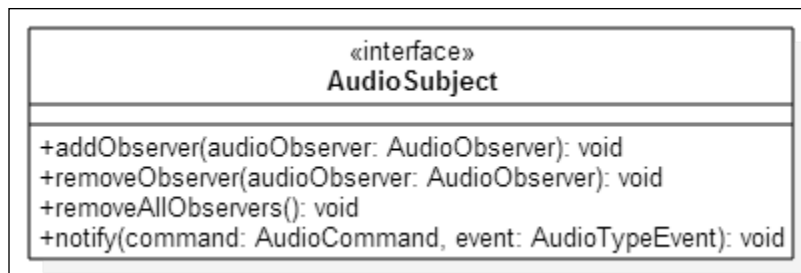 «interface»
AudioSubject
+addObserver(audioObserver: AudioObserver): void
+removeObserver(audioObserver: AudioObserver): void
+removeAllObservers(): void
+notify(command: AudioCommand, event: AudioTypeEvent): void